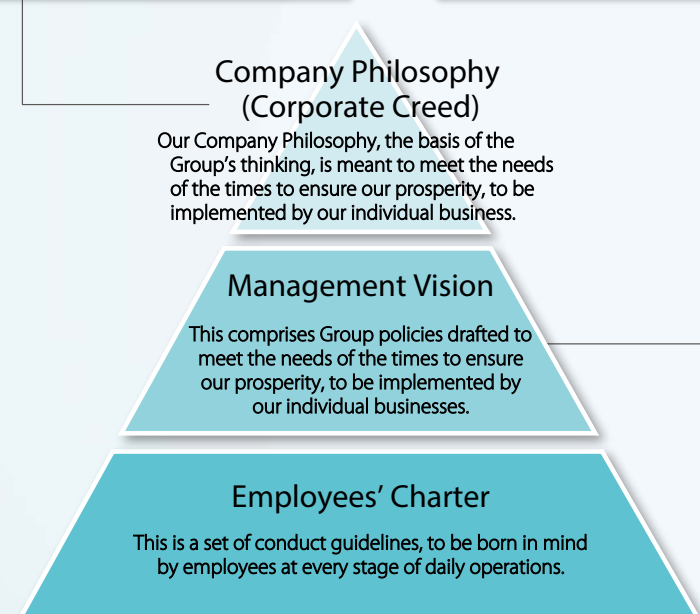 Company Philosophy
(Corporate Creed)
Our Company Philosophy, the basis of the
Group's thinking, is meant to meet the needs
of the times to ensure our prosperity, to be
implemented by our individual business.
Management Vision
This comprises Group policies drafted to
meet the needs of the times to ensure
our prosperity, to be implemented by
our individual businesses.
Employees' Charter
This is a set of conduct guidelines, to be born in mind
by employees at every stage of daily operations.